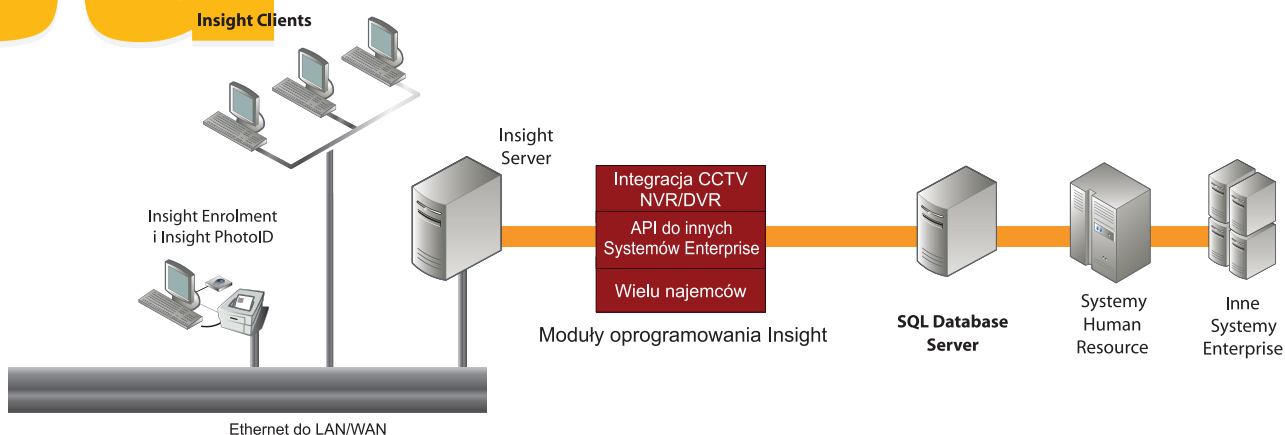 Insight Clients
Insight
Server
Insight Enrolment
i Insight PhotoID
Integracja CCTV
NVR/DVR
API do innych
Systemów Enterprise
Wielu najemców
Moduły oprogramowania Insight
SQL Database
Server
Systemy
Human
Resource
Inne
Systemy
Enterprise
Ethernet do LAN/WAN